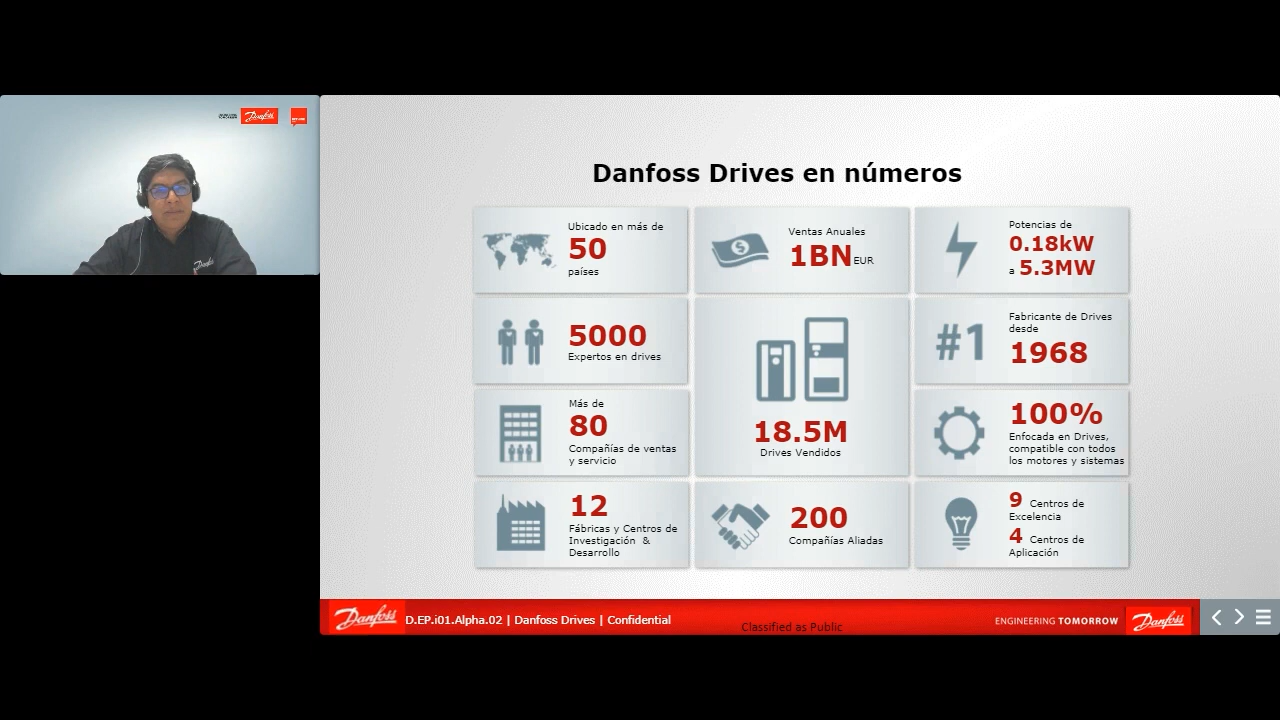 Danfoss
Danfoss
Danfoss Drives en números
Ubicado en más de
50
países
Ventas Anuales
1BN EUR
Potencias de
0.18kW
a 5.3MW
5000
Expertos en drives
18.5M
Drives Vendidos
#1
Fabricante de Drives
desde
1968
Más de
80
Compañías de ventas
y servicio
100%
Enfocada en Drives,
compatible con todos
los motores y sistemas
12
Fábricas y Centros de
Investigación &
Desarrollo
200
Compañías Aliadas
9 Centros de
Excelencia
4 Centros de
Aplicación
Danfoss D.EP.i01.Alpha.02 | Danfoss Drives | Confidential
Classified as Public
ENGINEERING TOMORROW Danfoss